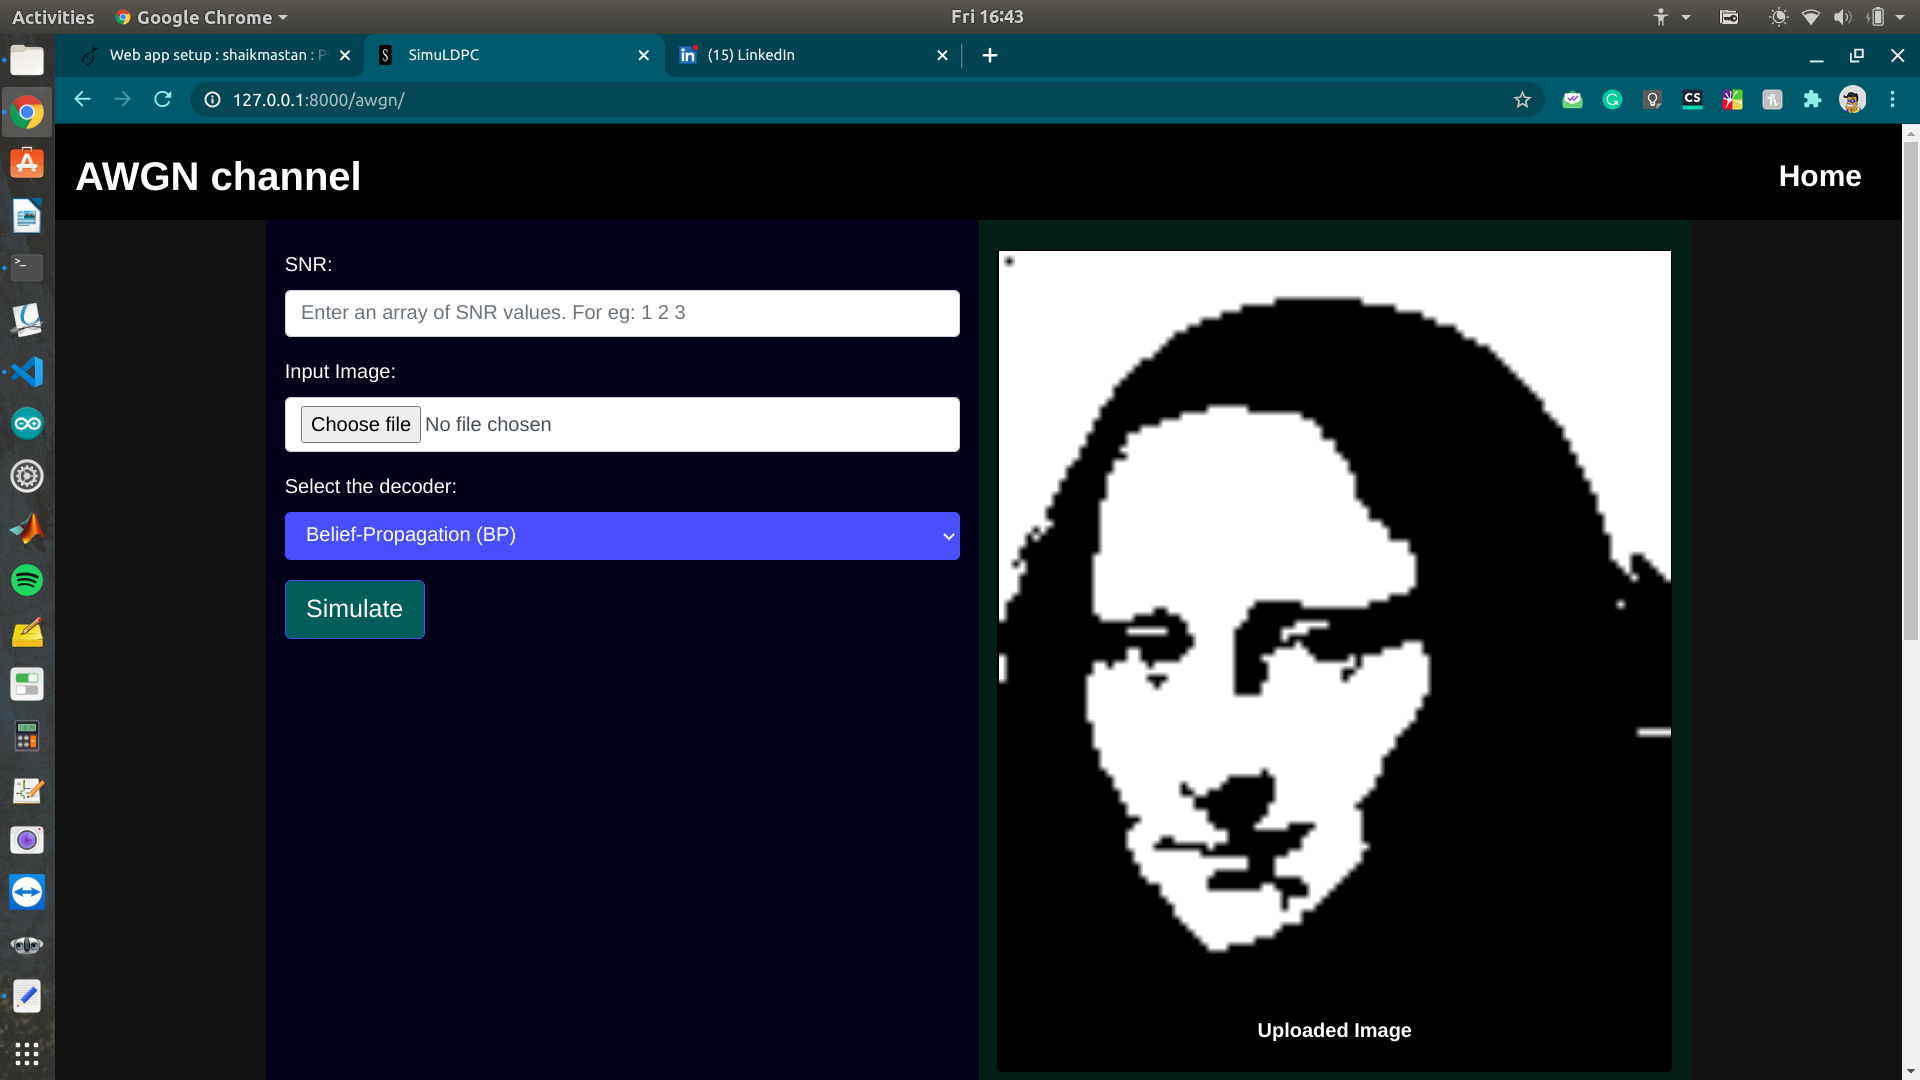 Activities
Google Chrome
Fri 16:43
Web app setup : shaikmastan : P
SimuLDPC
(15) LinkedIn
127.0.0.1:8000/awgn/
AWGN channel
Home
SNR:
Enter an array of SNR values. For eg: 1 2 3
Input Image:
Choose file No file chosen
Select the decoder:
Belief-Propagation (BP)
Simulate
Uploaded Image